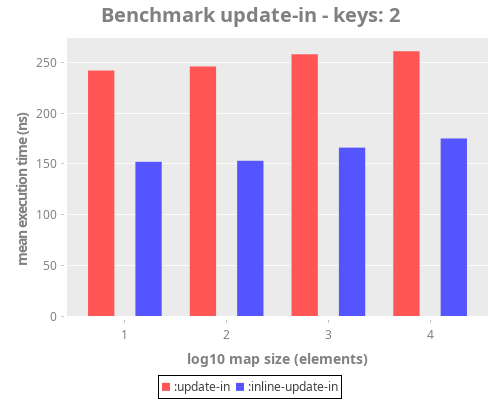 Benchmark update-in - keys: 2
mean execution time (ns)
250
200
150
100
50
0
1 2 3 4
log10 map size (elements)
:update-in :inline-update-in